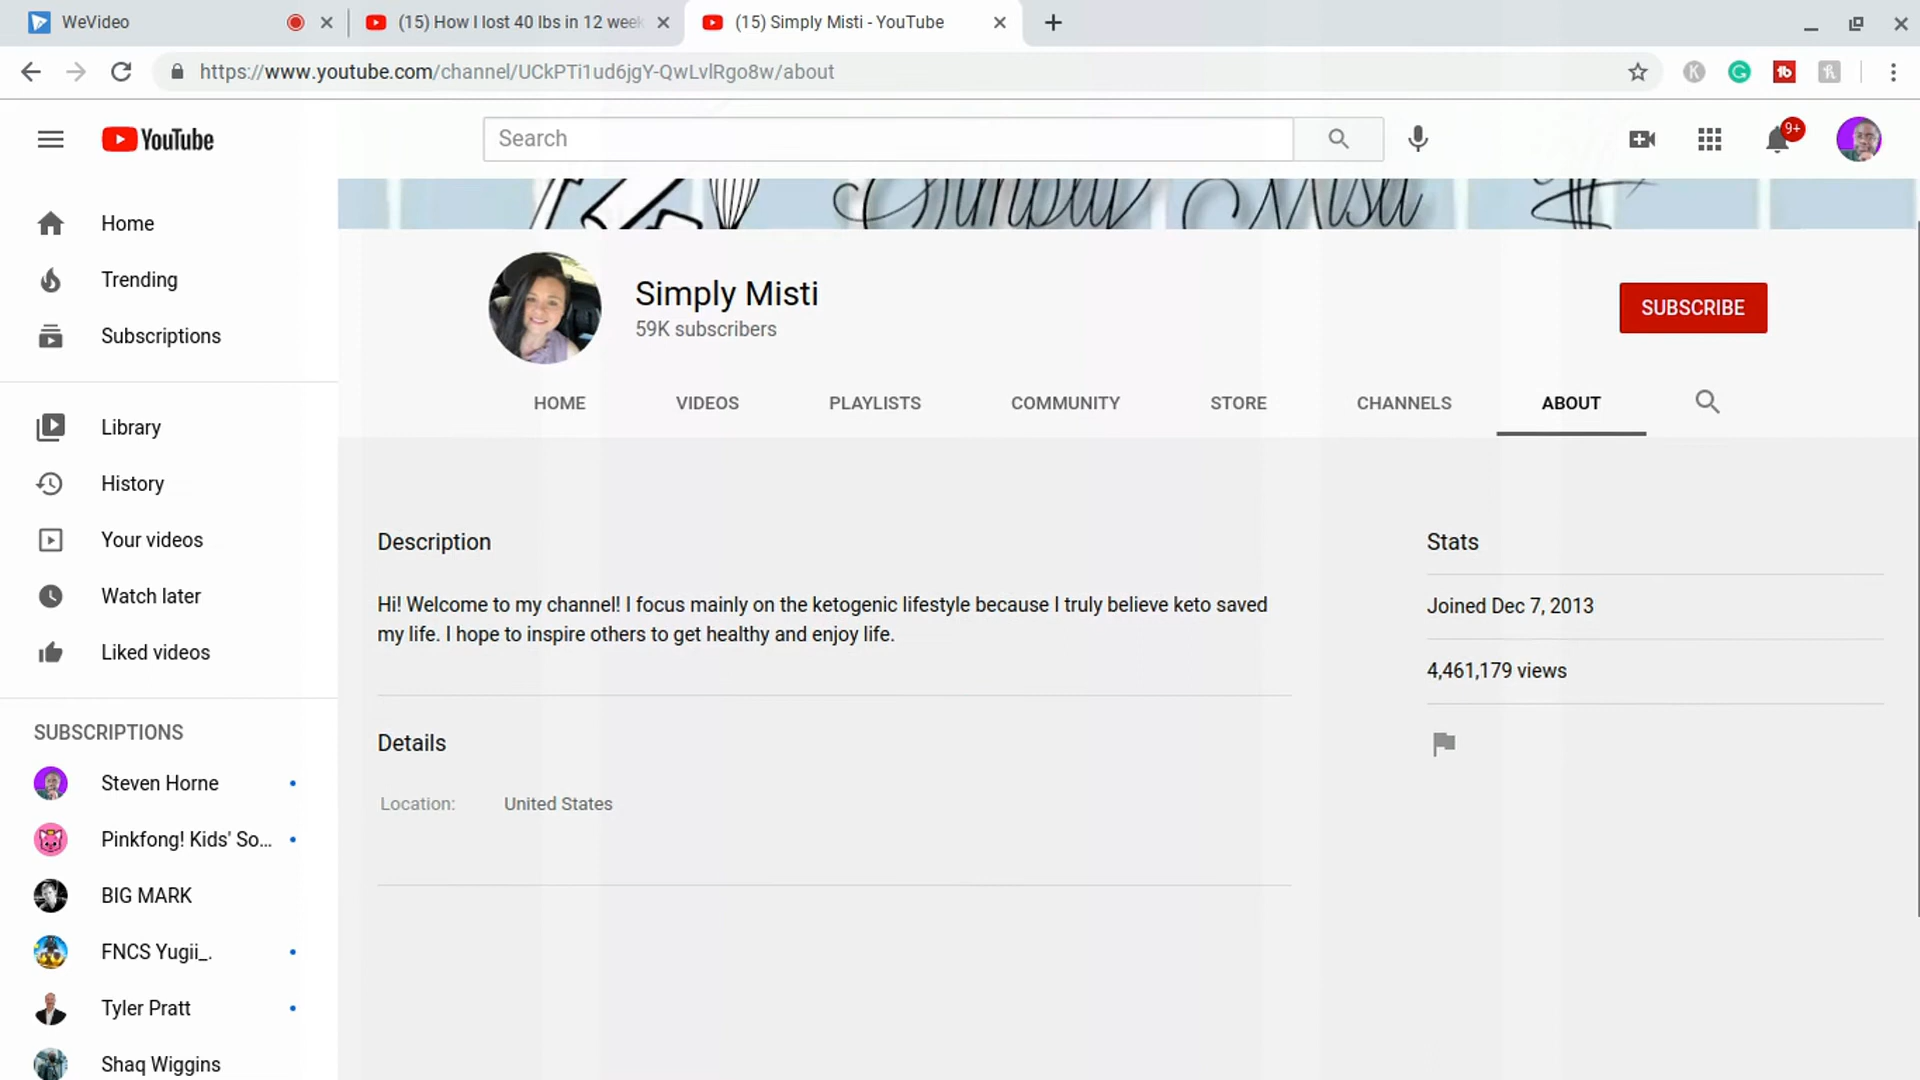 WeVideo
(15) How I lost 40 lbs in 12 week
(15) Simply Misti - YouTube
https://www.youtube.com/channel/UCkPTi1ud6jgY-QwLvlRgo8w/about
YouTube
Search
9+
Simply Misti
Home
Trending
Subscriptions
Library
History
Your videos
Watch later
Liked videos
SUBSCRIPTIONS
Steven Horne
Pinkfong! Kids' So...
BIG MARK
FNCS Yugii_.
Tyler Pratt
Shaq Wiggins
Simply Misti
59K subscribers
SUBSCRIBE
HOME
VIDEOS
PLAYLISTS
COMMUNITY
STORE
CHANNELS
ABOUT
Description
Hi! Welcome to my channel! I focus mainly on the ketogenic lifestyle because I truly believe keto saved
my life. I hope to inspire others to get healthy and enjoy life.
Details
Location: United States
Stats
Joined Dec 7, 2013
4,461,179 views